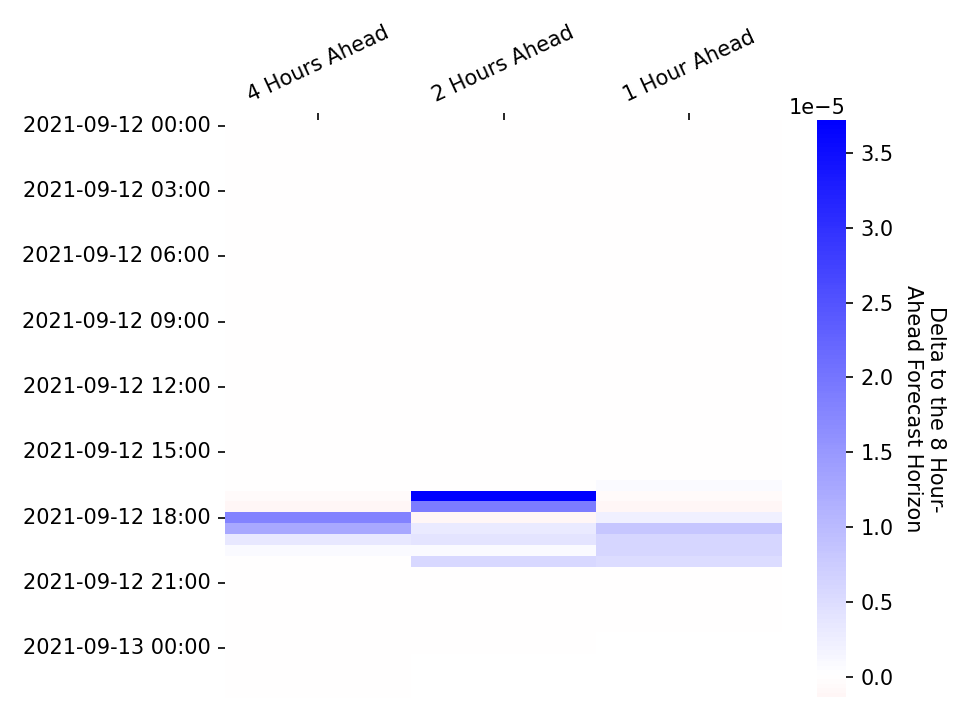 4 Hours Ahead
2 Hours Ahead
1 Hour Ahead
2021-09-12 00:00
2021-09-12 03:00
2021-09-12 06:00
2021-09-12 09:00
2021-09-12 12:00
2021-09-12 15:00
2021-09-12 18:00
2021-09-12 21:00
2021-09-13 00:00
1e−5
3.5
3.0
2.5
2.0
1.5
1.0
0.5
0.0
Delta to the 8 Hour-
Ahead Forecast Horizon